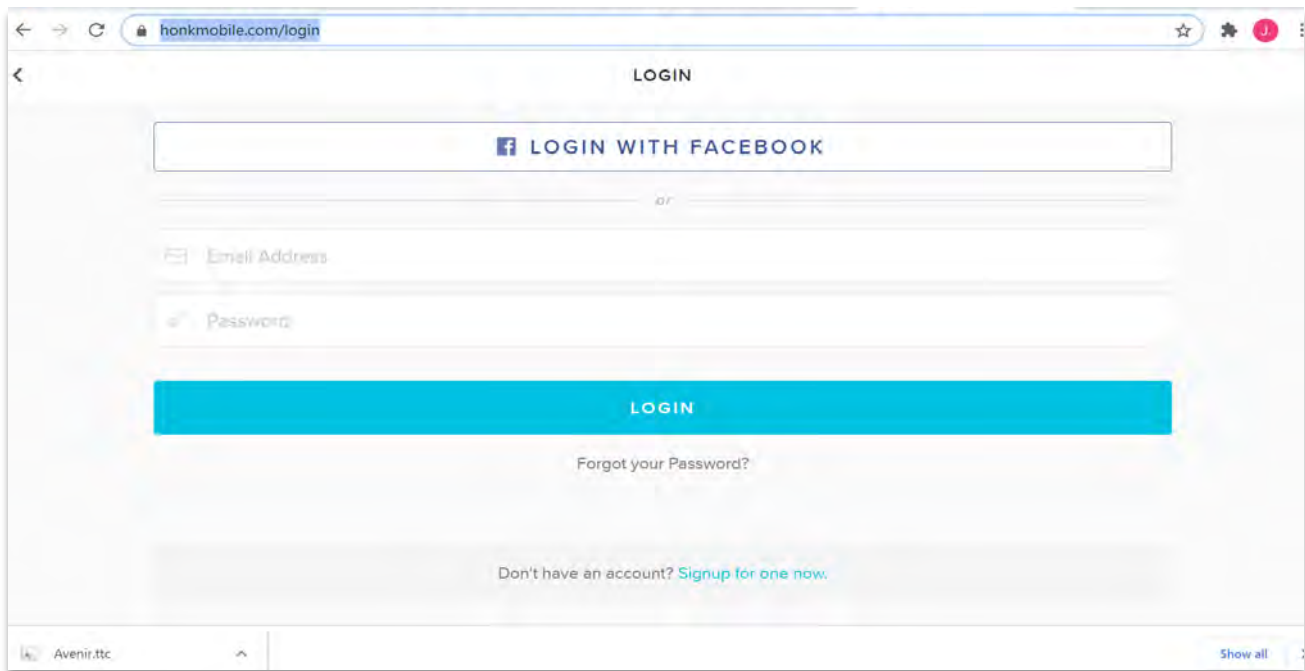 honkmobile.com/login
J.
LOGIN
LOGIN WITH FACEBOOK
or
Email Address
Password
LOGIN
Forgot your Password?
Don't have an account? Signup for one now.
Avenir.ttc
Show all